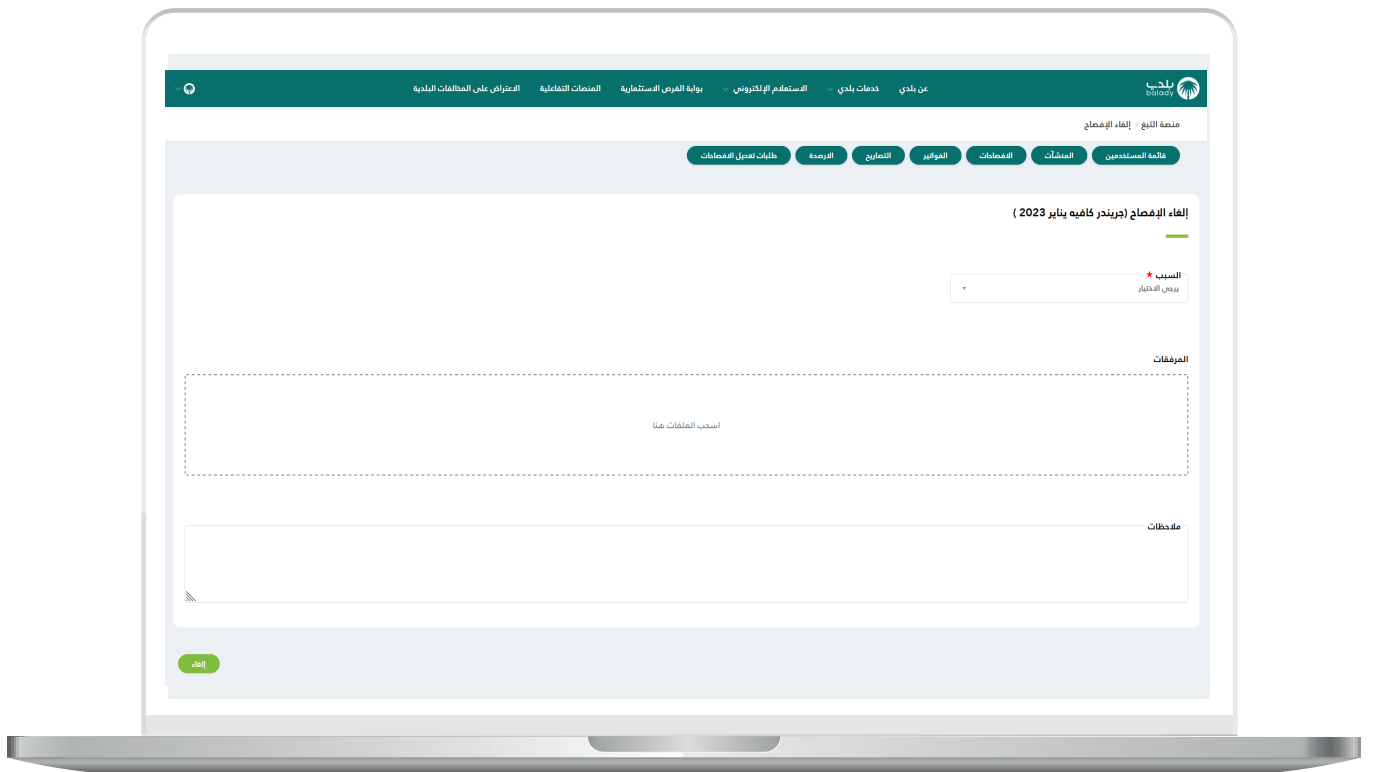 بلدي
balady
عن بلدي خدمات بلدي الاستعلام الإلكتروني بوابة الفرص الاستثمارية المنصات التفاعلية الاعتراض على المخالفات البلدية
منصة التبغ / إلغاء الإفصاح
قائمة المستخدمين المنشآت الافصاحات الفواتير التصاريح الارصدة طلبات تعديل الافصاحات
إلغاء الإفصاح (جريندر كافيه يناير 2023 )
السبب *
يرجى الاختيار
المرفقات
اسحب الملفات هنا
ملاحظات
إلغاء